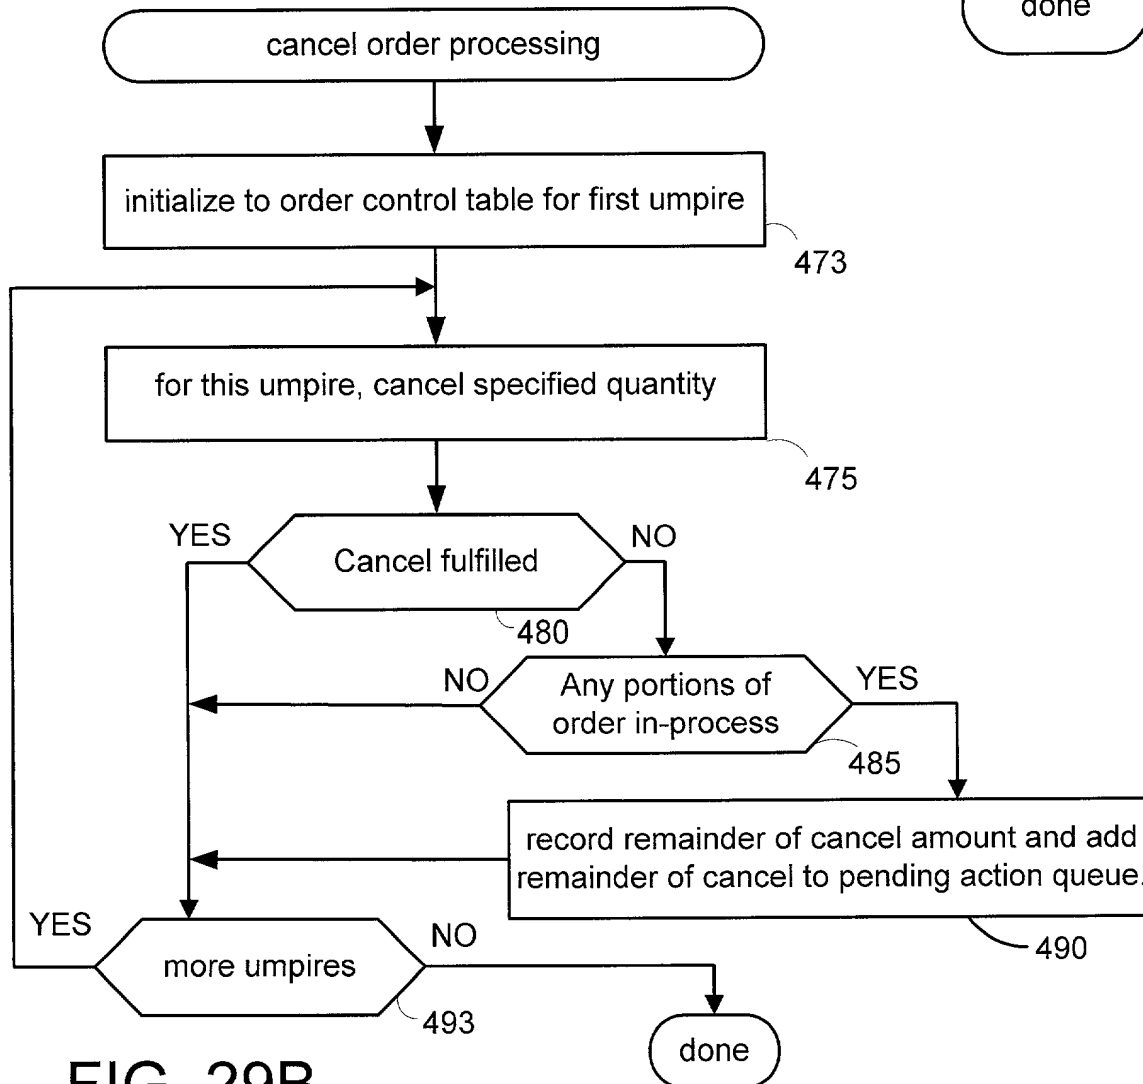 done
cancel order processing
initialize to order control table for first umpire
473
for this umpire, cancel specified quantity
475
YES
NO
Cancel fulfilled
480
NO
Any portions of
order in-process
YES
485
record remainder of cancel amount and add
remainder of cancel to pending action queue.
490
YES
more umpires
NO
493
done
FIG. 29B